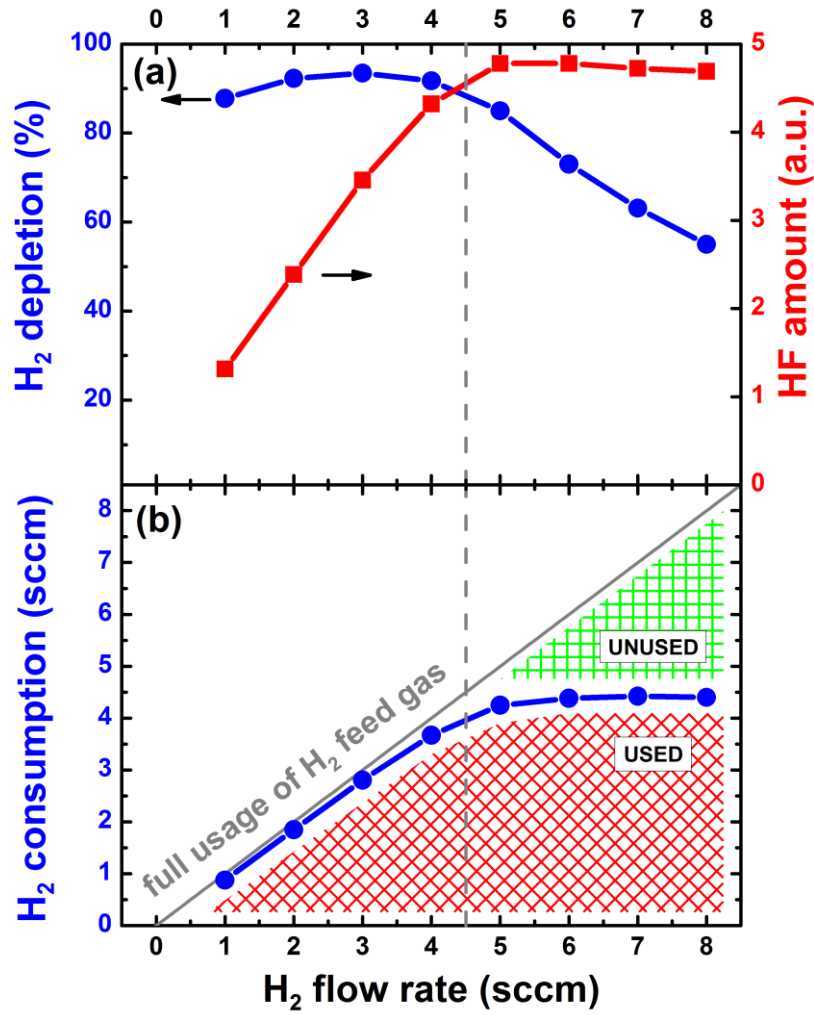 0 1 2 3 4 5 6 7 8
(a)
H2 depletion (%)
100
80
60
40
20
HF amount (a.u.)
5
4
3
2
1
0
(b)
H2 consumption (sccm)
8
7
6
5
4
3
2
1
0
full usage of H2 feed gas
UNUSED
USED
0 1 2 3 4 5 6 7 8
H2 flow rate (sccm)